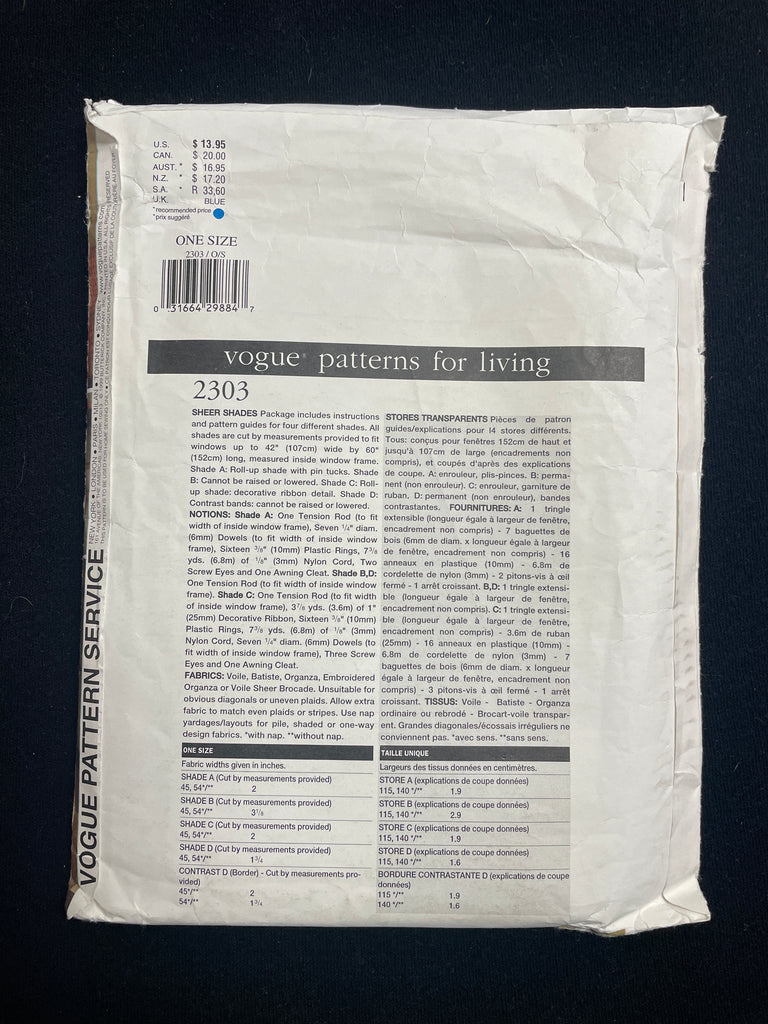 U.S. $ 13.95
CAN. $ 20.00
AUST.* $ 16.95
N.Z. * $ 17.20
S.A. * R 33,60
U.K. BLUE
*recommended price
*prix suggéré
ONE SIZE
2303 / O/S
0 31664 29884 7
vogue® patterns for living
2303
SHEER SHADES Package includes instructions
and pattern guides for four different shades. All
shades are cut by measurements provided to fit
windows up to 42" (107cm) wide by 60"
(152cm) long, measured inside window frame.
Shade A: Roll-up shade with pin tucks. Shade
B: Cannot be raised or lowered. Shade C: Roll-
up shade: decorative ribbon detail. Shade D:
Contrast bands: cannot be raised or lowered.
NOTIONS: Shade A: One Tension Rod (to fit
width of inside window frame), Seven 1/4" diam.
(6mm) Dowels (to fit width of inside window
frame), Sixteen 3/8" (10mm) Plastic Rings, 7 3/8
yds. (6.8m) of 1/8" (3mm) Nylon Cord, Two
Screw Eyes and One Awning Cleat. Shade B,D:
One Tension Rod (to fit width of inside window
frame). Shade C: One Tension Rod (to fit width
of inside window frame), 3 7/8 yds. (3.6m) of 1"
(25mm) Decorative Ribbon, Sixteen 3/8" (10mm)
Plastic Rings, 7 3/8 yds. (6.8m) of 1/8" (3mm)
Nylon Cord, Seven 1/4" diam. (6mm) Dowels (to
fit width of inside window frame), Three Screw
Eyes and One Awning Cleat.
FABRICS: Voile, Batiste, Organza, Embroidered
Organza or Voile Sheer Brocade. Unsuitable for
obvious diagonals or uneven plaids. Allow extra
fabric to match even plaids or stripes. Use nap
yardages/layouts for pile, shaded or one-way
design fabrics. *with nap. **without nap.
STORES TRANSPARENTS Pièces de patron
guides/explications pour 14 stores différents.
Tous: conçus pour fenêtres 152cm de haut et
jusqu'à 107cm de large (encadrements non
compris), et coupés d'après des explications
de coupe. A: enrouleur, plis-pinces. B: perma-
nent (non enrouleur). C: enrouleur, garniture de
ruban. D: permanent (non enrouleur), bandes
contrastantes. FOURNITURES: A: 1 tringle
extensible (longueur égale à largeur de fenêtre,
encadrement non compris) - 7 baguettes de
bois (6mm de diam. x longueur égale à largeur
de fenêtre, encadrement non compris) - 16
anneaux en plastique (10mm) - 6.8m de
cordelette de nylon (3mm) - 2 pitons-vis à œil
fermé - 1 arrêt croissant. B,D: 1 tringle extensi-
ble (longueur égale à largeur de fenêtre,
encadrement non compris). C: 1 tringle extensi-
ble (longueur égale à largeur de fenêtre,
encadrement non compris) - 3.6m de ruban
(25mm) - 16 anneaux en plastique (10mm) -
6.8m de cordelette de nylon (3mm) - 7
baguettes de bois (6mm de diam. x longueur
égale à largeur de fenêtre, encadrement non
compris) - 3 pitons-vis à œil fermé - 1 arrêt
croissant. TISSUS: Voile - Batiste - Organza
ordinaire ou rebrodé - Brocart-voile transpar-
ent. Grandes diagonales/écossais irréguliers ne
conviennent pas. *avec sens. **sans sens.
ONE SIZE
Fabric widths given in inches.
SHADE A (Cut by measurements provided)
45, 54*/** 2
SHADE B (Cut by measurements provided)
45, 54*/** 3 1/8
SHADE C (Cut by measurements provided)
45, 54*/** 2
SHADE D (Cut by measurements provided)
45, 54*/** 1 3/4
CONTRAST D (Border) - Cut by measurements pro-
vided)
45*/** 2
54*/** 1 3/4
TAILLE UNIQUE
Largeurs des tissus données en centimètres.
STORE A (explications de coupe données)
115, 140 */** 1.9
STORE B (explications de coupe données)
115, 140 */** 2.9
STORE C (explications de coupe données)
115, 140 */** 1.9
STORE D (explications de coupe données)
115, 140 */** 1.6
BORDURE CONTRASTANTE D (explications de coupe
données)
115 */** 1.9
140 */** 1.6
VOGUE PATTERN SERVICE
NEW YORK • LONDON • PARIS • MILAN • TORONTO • SYDNEY www.voguepatterns.com